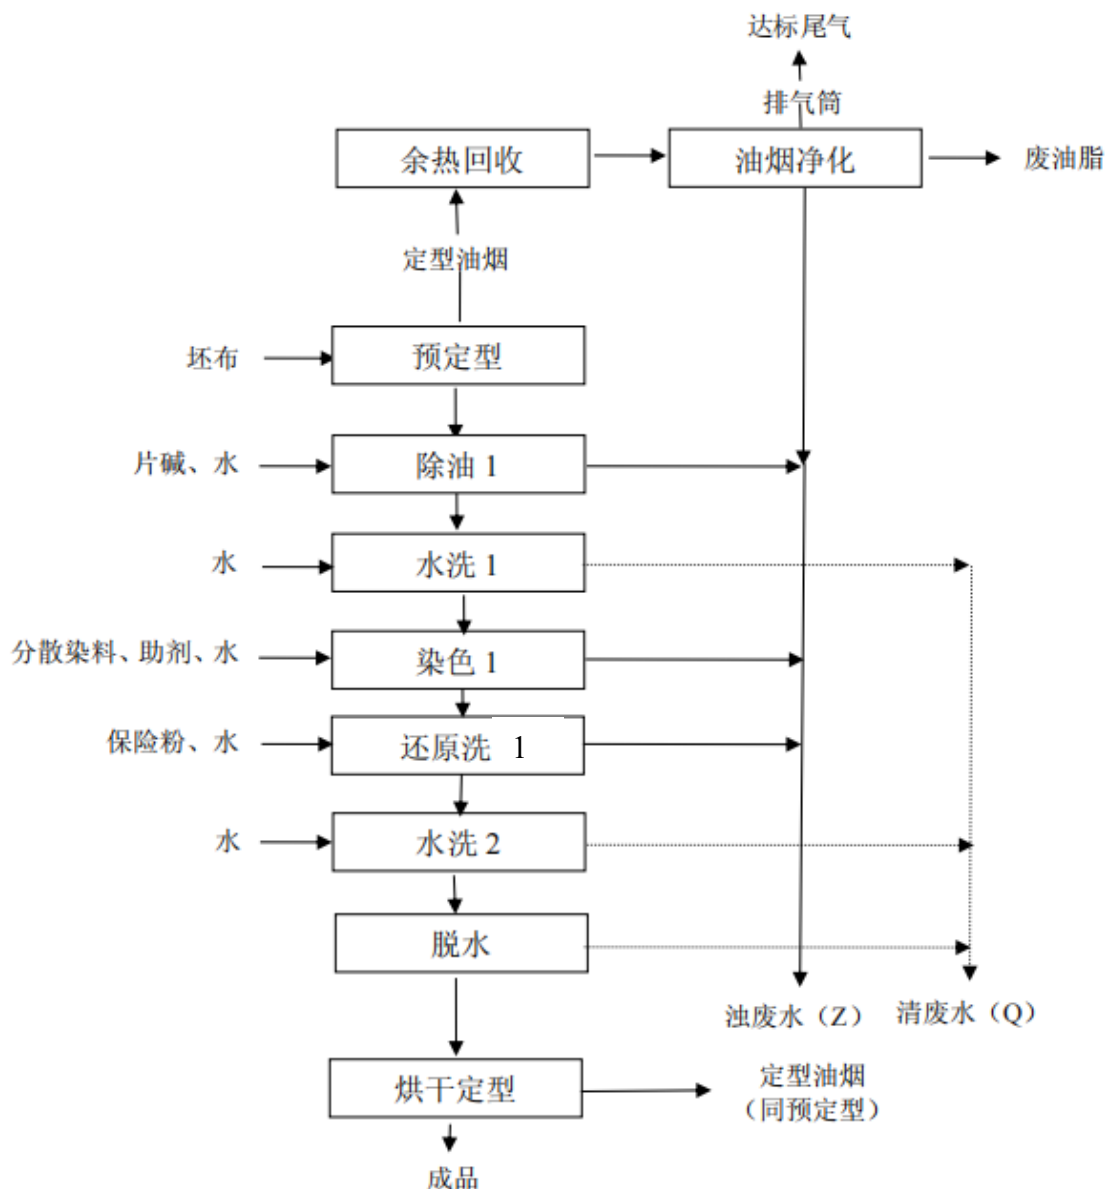 达标尾气
排气筒
余热回收
油烟净化
废油脂
定型油烟
坯布
预定型
片碱、水
除油 1
水
水洗 1
分散染料、助剂、水
染色 1
保险粉、水
还原洗 1
水
水洗 2
脱水
浊废水（Z）
清废水（Q）
烘干定型
定型油烟
（同预定型）
成品